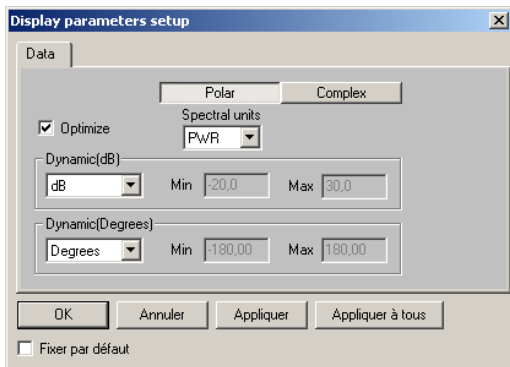 Display parameters setup
Data
Polar Complex
Optimize
Spectral units
PWR
Dynamic(dB)
dB Min -20,0 Max 30,0
Dynamic(Degrees)
Degrees Min -180,00 Max 180,00
OK Annuler Appliquer Appliquer à tous
Fixer par défaut